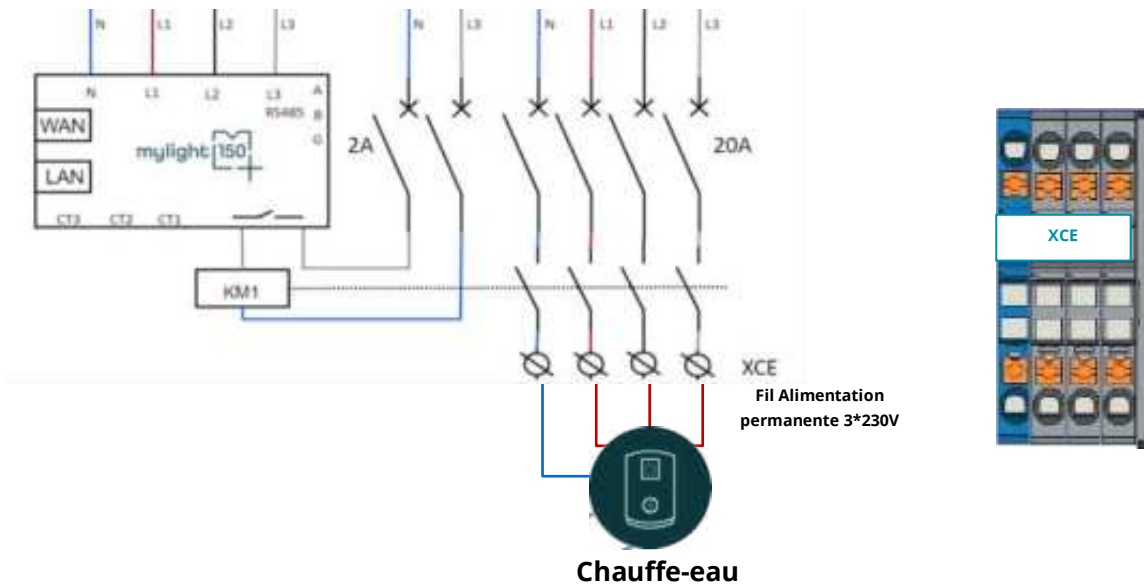 N L1 L2 L3 N L3 N L1 L2 L3
N L1 L2 L3 A
RS485 B
G
WAN
mylight 150
LAN
2A
20A
CT3 CT2 CT1
KM1
XCE
Fil Alimentation
permanente 3*230V
Chauffe-eau
XCE